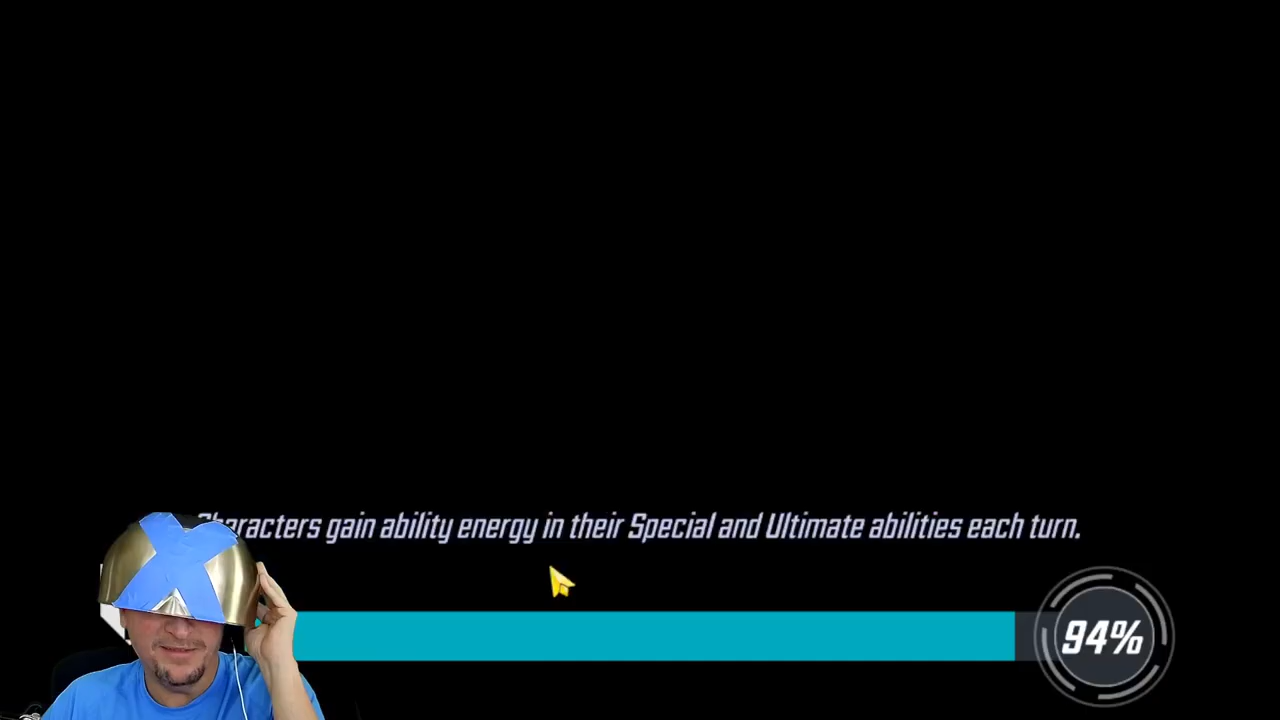 Characters gain ability energy in their Special and Ultimate abilities each turn.
94%